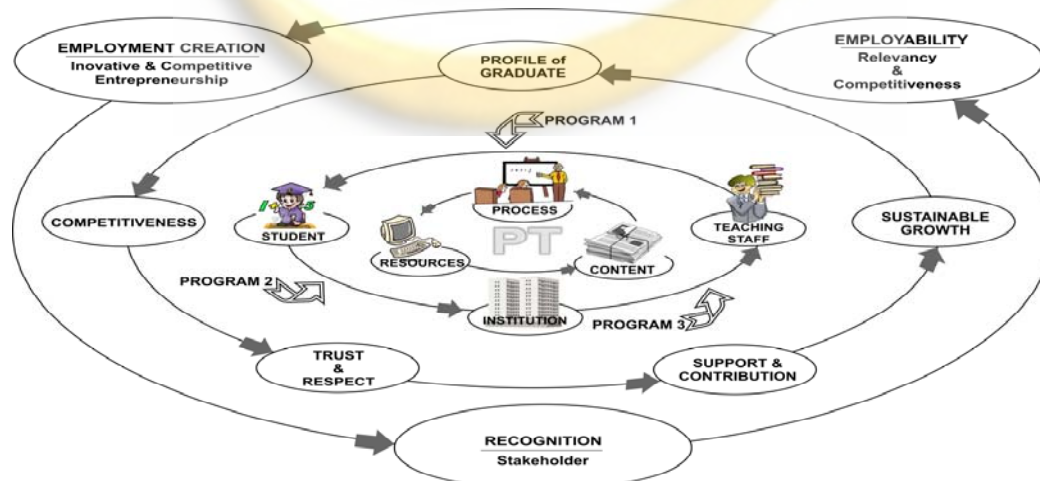 EMPLOYMENT CREATION
Inovative & Competitive
Entrepreneurship
EMPLOYABILITY
Relevancy
&
Competitiveness
PROFILE of
GRADUATE
PROGRAM 1
COMPETITIVENESS
STUDENT
PROCESS
TEACHING
STAFF
SUSTAINABLE
GROWTH
PT
RESOURCES
CONTENT
PROGRAM 2
INSTITUTION
PROGRAM 3
TRUST
&
RESPECT
SUPPORT &
CONTRIBUTION
RECOGNITION
Stakeholder